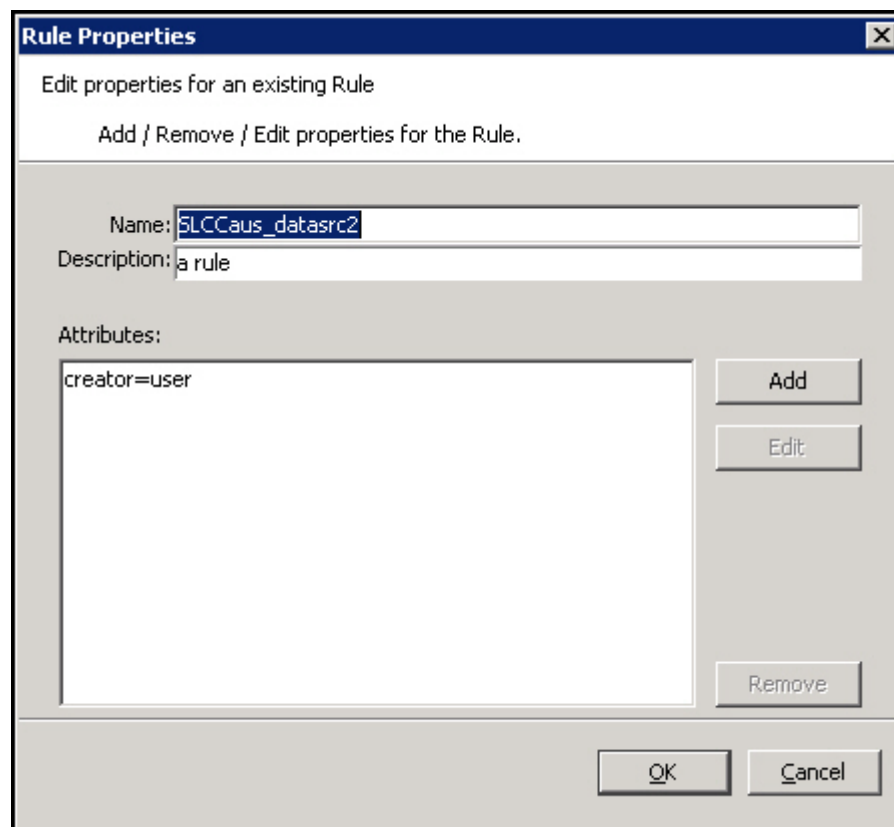 Rule Properties
Edit properties for an existing Rule
Add / Remove / Edit properties for the Rule.
Name: SLCCaus_datasrc2
Description: a rule
Attributes:
creator=user
Add
Edit
Remove
OK Cancel